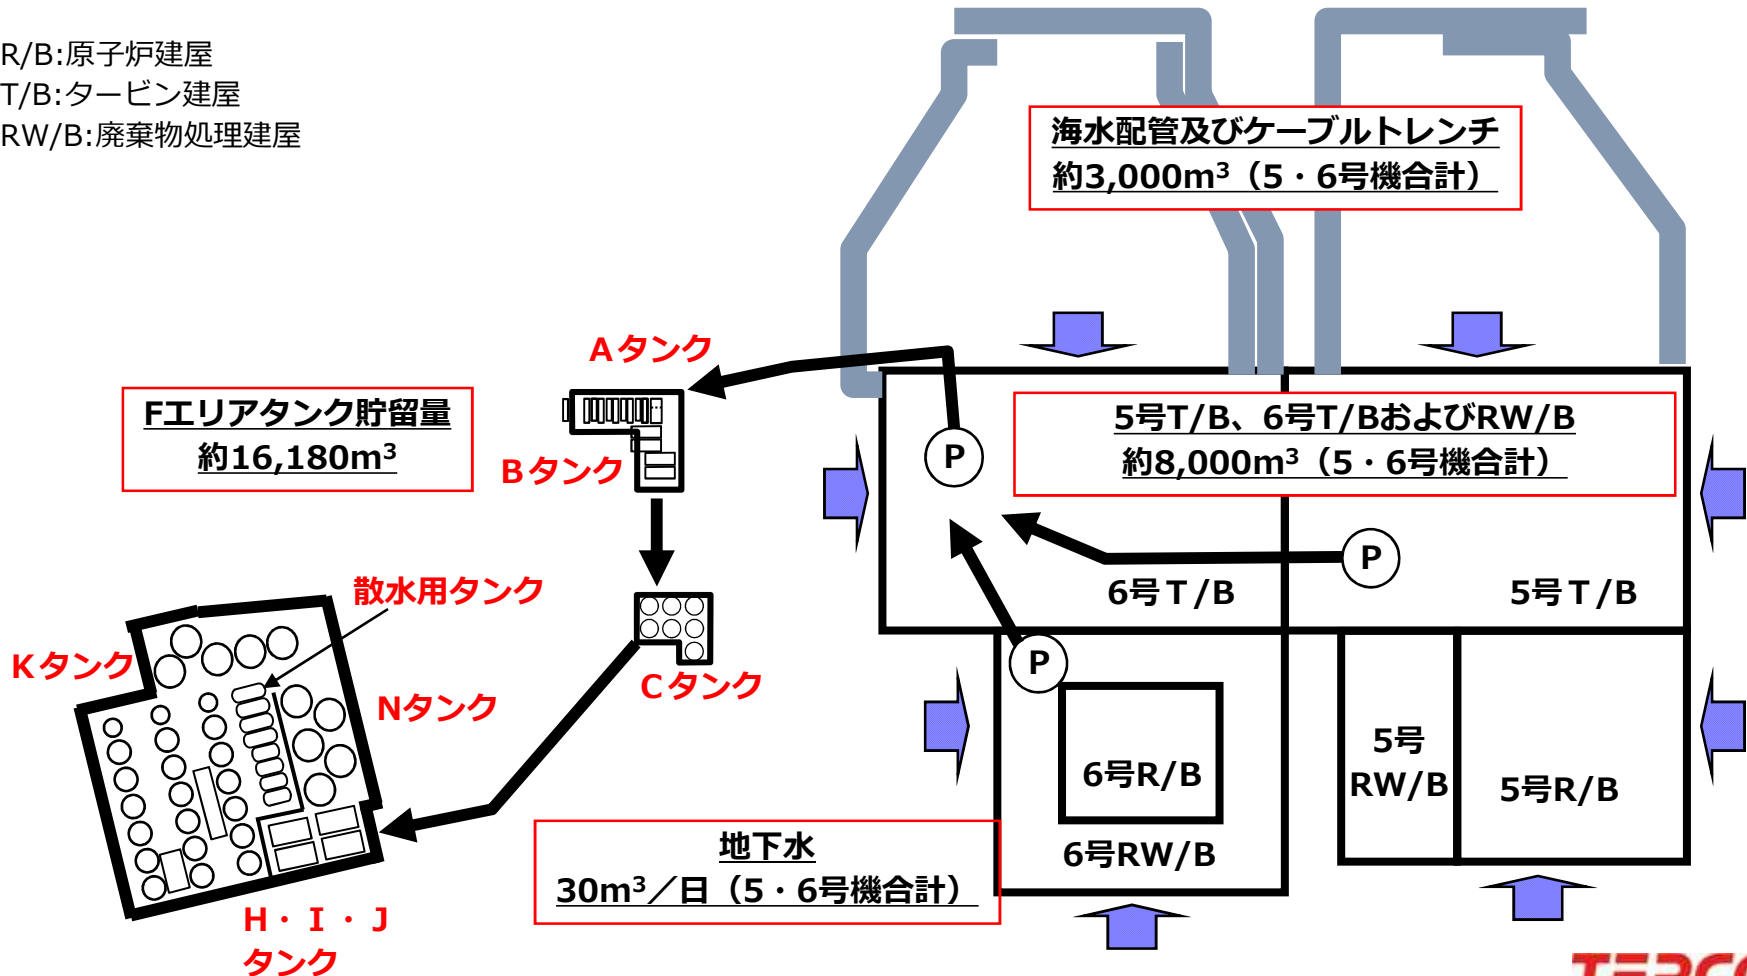 R/B:原子炉建屋
T/B:タービン建屋
RW/B:廃棄物処理建屋
海水配管及びケーブルトレンチ
約3,000m³（5・6号機合計）
Aタンク
Fエリアタンク貯留量
約16,180m³
Bタンク
5号T/B、6号T/BおよびRW/B
約8,000m³（5・6号機合計）
P
P
6号T/B
5号T/B
散水用タンク
Kタンク
Nタンク
Cタンク
P
6号R/B
5号
RW/B
5号R/B
地下水
30m³／日（5・6号機合計）
6号RW/B
H・I・J
タンク